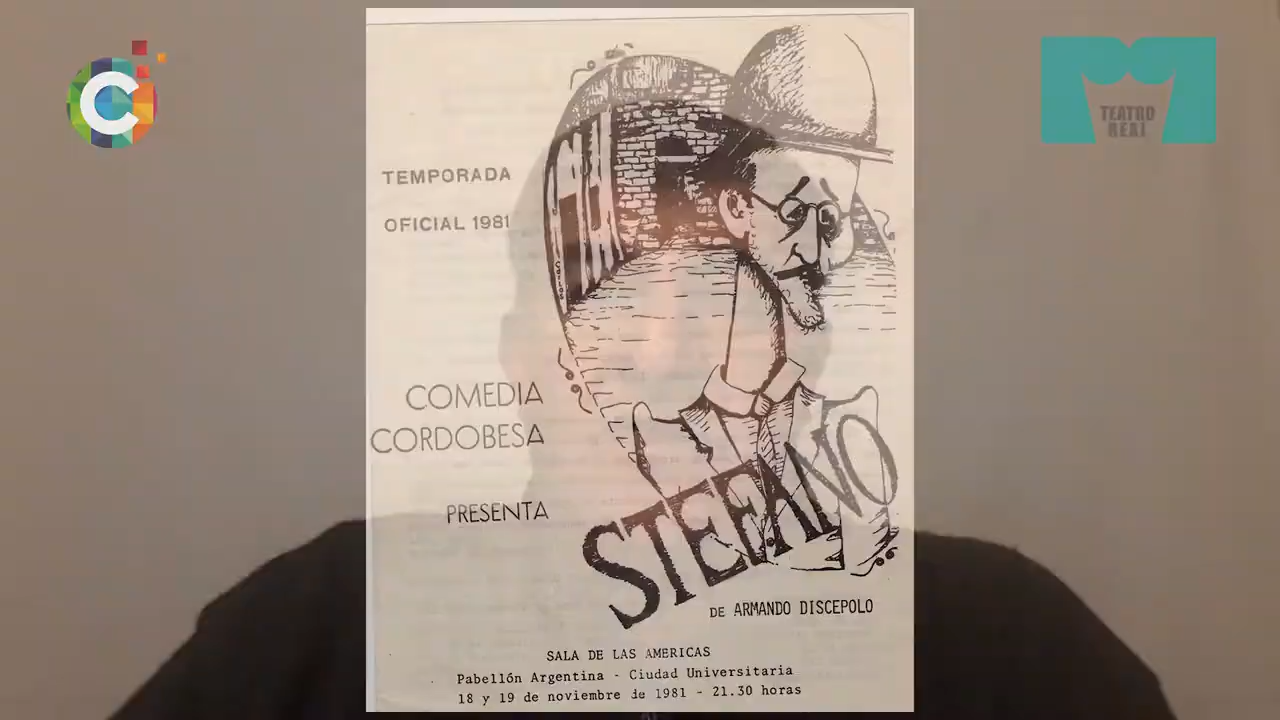 C
TEATRO
REAL
TEMPORADA
OFICIAL 1981
COMEDIA
CORDOBESA
PRESENTA
STEFANO
DE ARMANDO DISCEPOLO
SALA DE LAS AMERICAS
Pabellón Argentina - Ciudad Universitaria
18 y 19 de noviembre de 1981 - 21.30 horas